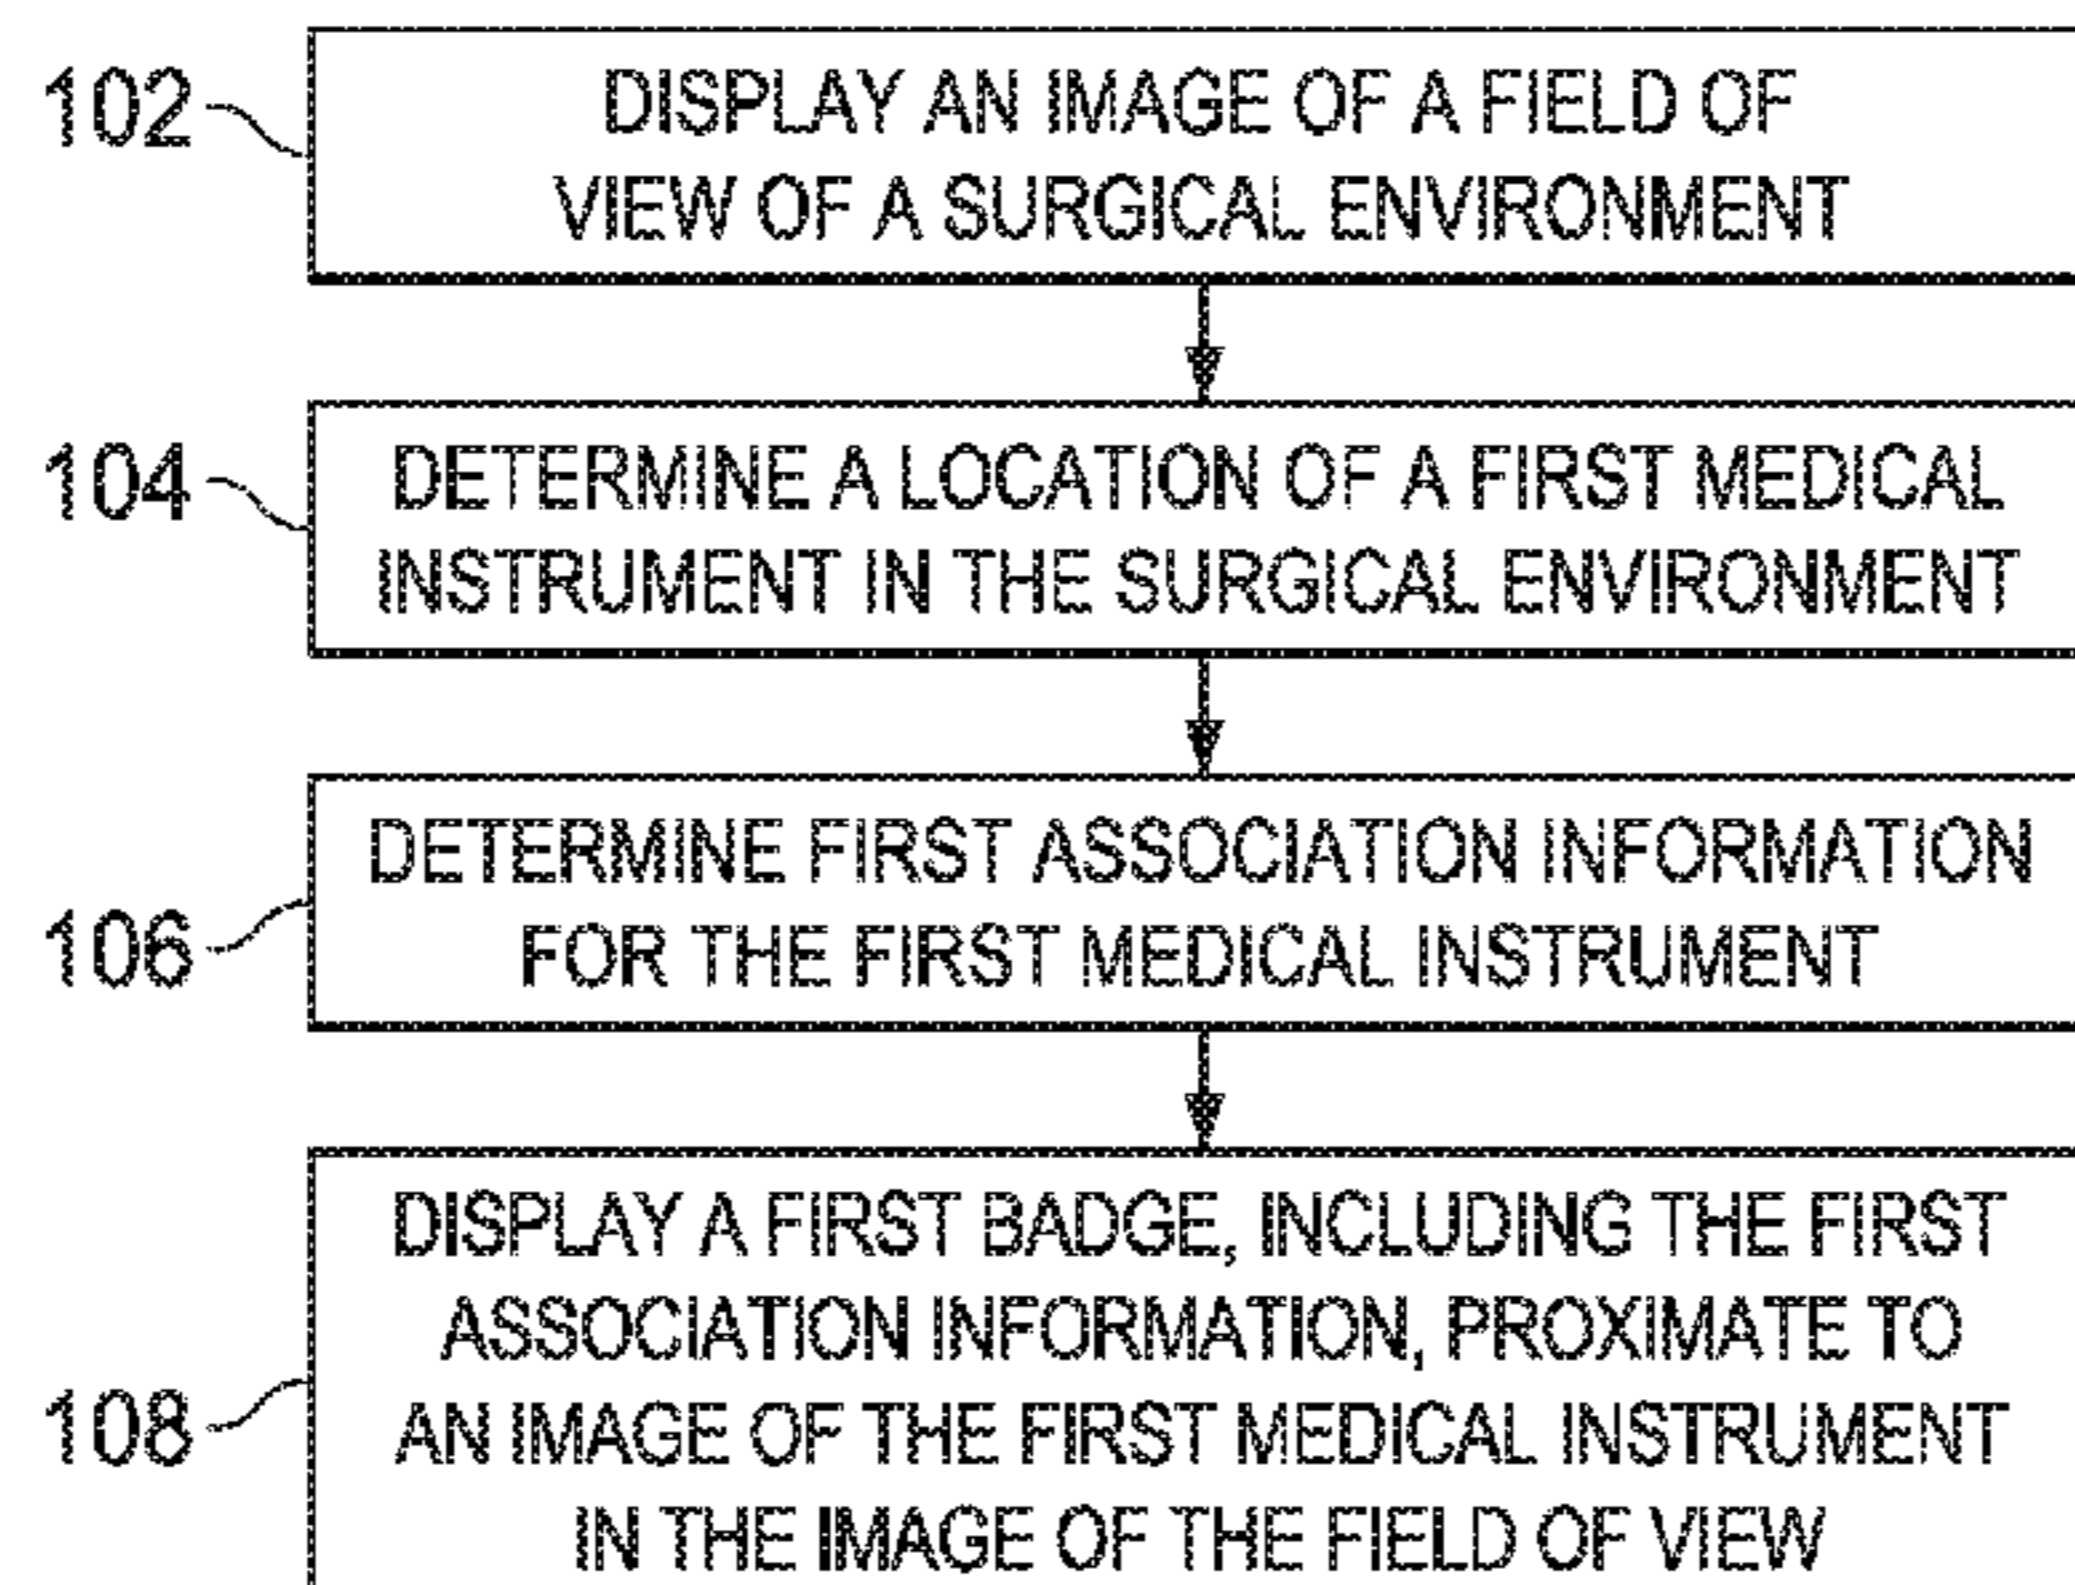 102
DISPLAY AN IMAGE OF A FIELD OF
VIEW OF A SURGICAL ENVIRONMENT
104
DETERMINE A LOCATION OF A FIRST MEDICAL
INSTRUMENT IN THE SURGICAL ENVIRONMENT
106
DETERMINE FIRST ASSOCIATION INFORMATION
FOR THE FIRST MEDICAL INSTRUMENT
108
DISPLAY A FIRST BADGE, INCLUDING THE FIRST
ASSOCIATION INFORMATION, PROXIMATE TO
AN IMAGE OF THE FIRST MEDICAL INSTRUMENT
IN THE IMAGE OF THE FIELD OF VIEW